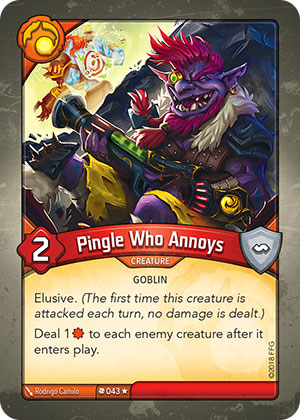 Pingle Who Annoys
2
CREATURE
GOBLIN
Elusive. (The first time this creature is
attacked each turn, no damage is dealt.)
Deal 1 to each enemy creature after it
enters play.
Rodrigo Camilo
043
©2018 FFG